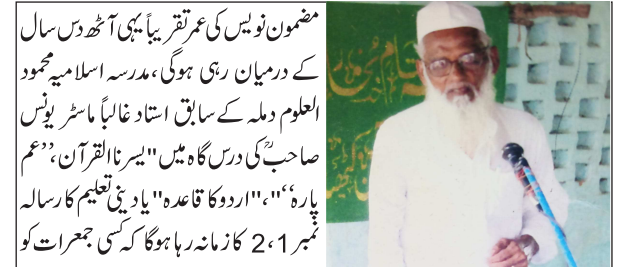 مضمون نویس کی عمر تقریباً یہی آٹھ دس سال
کے درمیان رہی ہوگی، مدرسہ اسلامیہ محمود
العلوم دملہ کے سابق استاد غالباً ماسٹر یونس
صاحبؒ کی درس گاہ میں "یسرنا القرآن،‘‘عم
پارہ‘‘"،"اردو کا قاعدہ" یا دینی تعلیم کا رسالہ
نمبر 1،2 کا زمانہ رہا ہوگا کہ کسی جمعرات کو